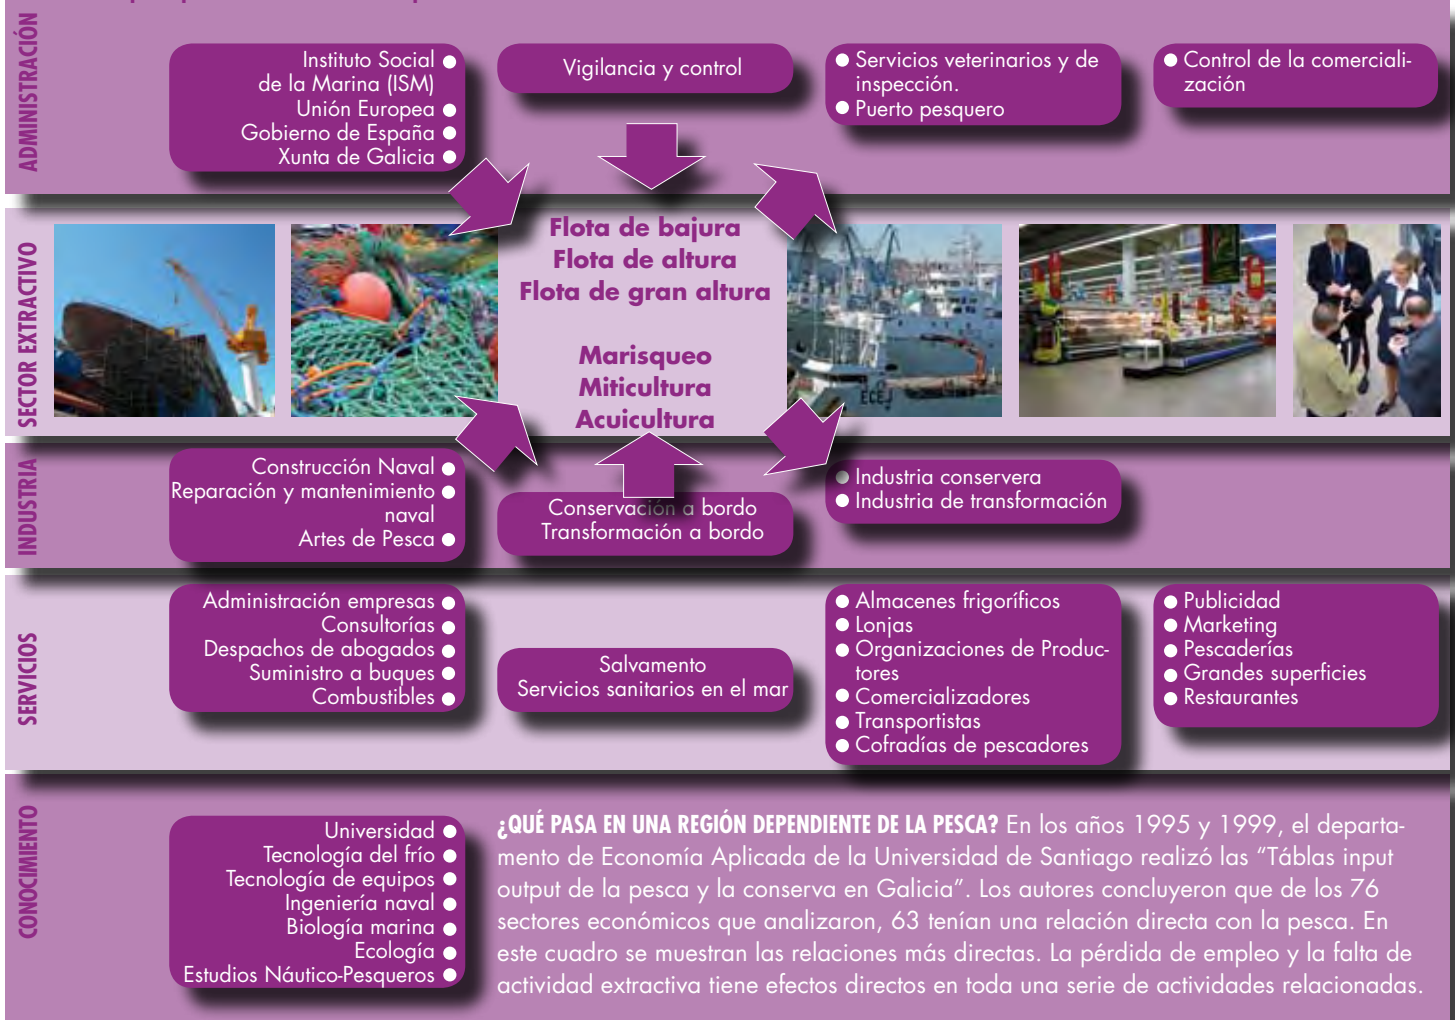 ADMINISTRACIÓN
Instituto Social
de la Marina (ISM)
Unión Europea
Gobierno de España
Xunta de Galicia
Vigilancia y control
Servicios veterinarios y de
inspección.
Puerto pesquero
Control de la comerciali-
zación
SECTOR EXTRACTIVO
Flota de bajura
Flota de altura
Flota de gran altura
Marisqueo
Miticultura
Acuicultura
ECEJ
INDUSTRIA
Construcción Naval
Reparación y mantenimiento
naval
Artes de Pesca
Conservación a bordo
Transformación a bordo
Industria conservera
Industria de transformación
SERVICIOS
Administración empresas
Consultorías
Despachos de abogados
Suministro a buques
Combustibles
Salvamento
Servicios sanitarios en el mar
Almacenes frigoríficos
Lonjas
Organizaciones de Produc-
tores
Comercializadores
Transportistas
Cofradías de pescadores
Publicidad
Marketing
Pescaderías
Grandes superficies
Restaurantes
CONOCIMIENTO
Universidad
Tecnología del frío
Tecnología de equipos
Ingeniería naval
Biología marina
Ecología
Estudios Náutico-Pesqueros
¿QUÉ PASA EN UNA REGIÓN DEPENDIENTE DE LA PESCA? En los años 1995 y 1999, el departa-
mento de Economía Aplicada de la Universidad de Santiago realizó las “Táblas input
output de la pesca y la conserva en Galicia”. Los autores concluyeron que de los 76
sectores económicos que analizaron, 63 tenían una relación directa con la pesca. En
este cuadro se muestran las relaciones más directas. La pérdida de empleo y la falta de
actividad extractiva tiene efectos directos en toda una serie de actividades relacionadas.